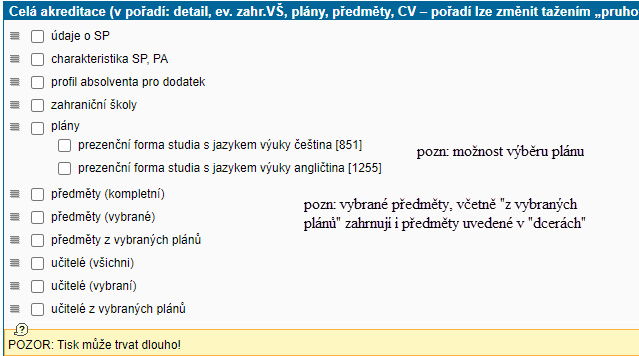 Celá akreditace (v pořadí: detail, ev. zahr.VŠ, plány, předměty, CV – pořadí lze změnit tažením „pruho
údaje o SP
charakteristika SP, PA
profil absolventa pro dodatek
zahraniční školy
plány
prezenční forma studia s jazykem výuky čeština [851]
prezenční forma studia s jazykem výuky angličtina [1255]
pozn: možnost výběru plánu
předměty (kompletní)
předměty (vybrané)
předměty z vybraných plánů
pozn: vybrané předměty, včetně "z vybraných
plánů" zahrnují i předměty uvedené v "dcerách"
učitelé (všichni)
učitelé (vybraní)
učitelé z vybraných plánů
?
POZOR: Tisk může trvat dlouho!